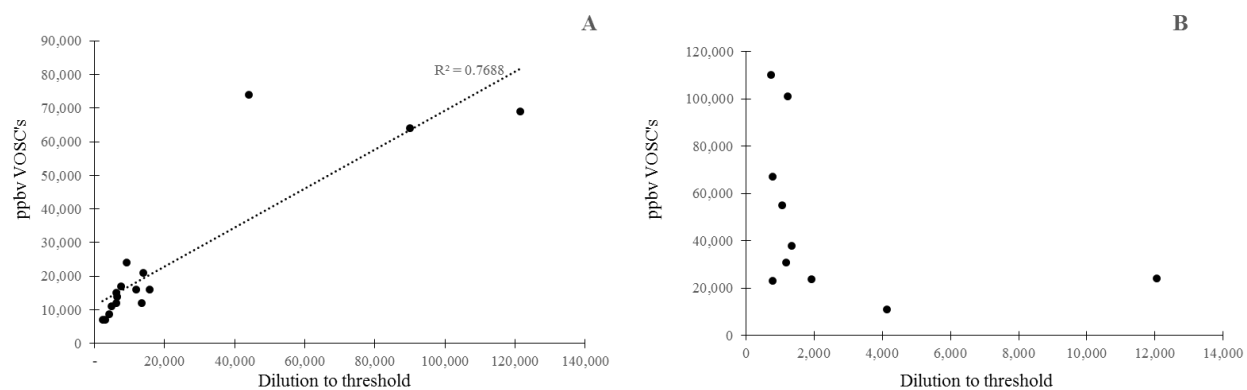 A
90,000
80,000
70,000
60,000
50,000
40,000
30,000
20,000
10,000
0
ppbv VOSC's
R² = 0.7688
- 20,000 40,000 60,000 80,000 100,000 120,000 140,000
Dilution to threshold
B
120,000
100,000
80,000
60,000
40,000
20,000
0
ppbv VOSC's
0 2,000 4,000 6,000 8,000 10,000 12,000 14,000
Dilution to threshold